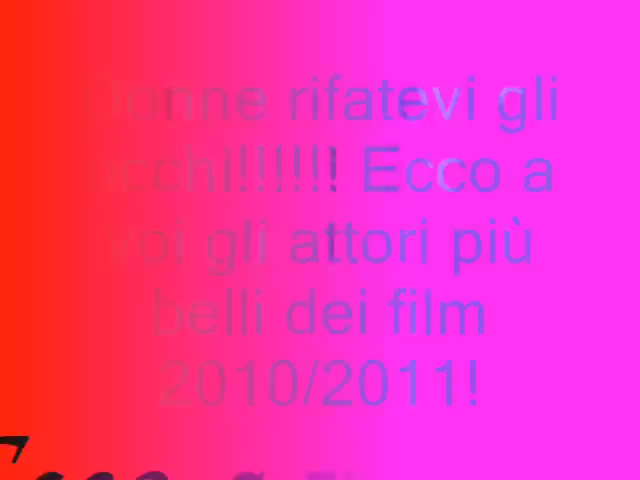 Donne rifatevi gli
occhi!!!!!! Ecco a
voi gli attori più
belli dei film
2010/2011!